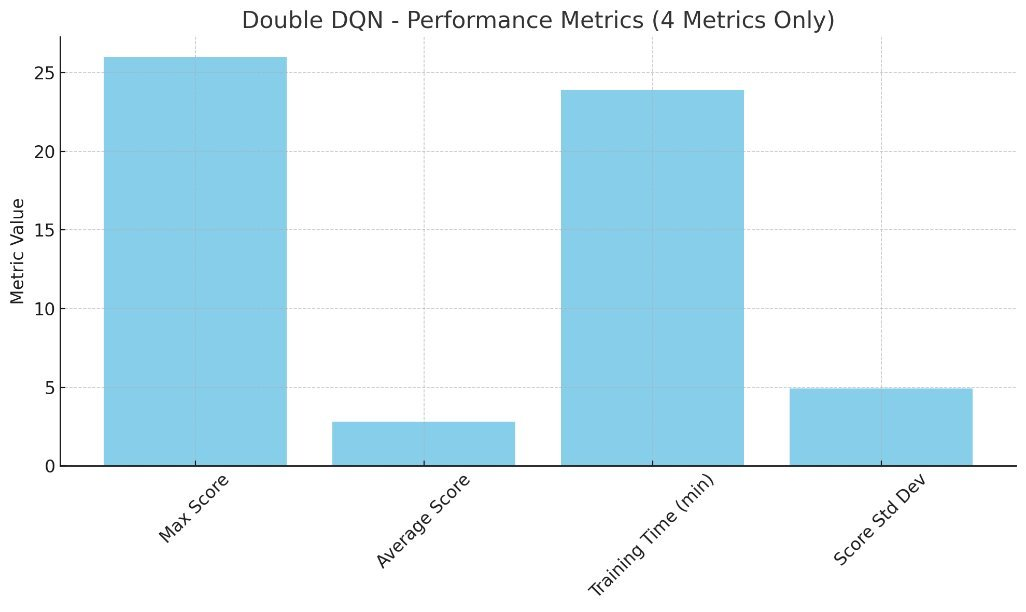 Double DQN - Performance Metrics (4 Metrics Only)
Metric Value
25
20
15
10
5
0
Max Score
Average Score
Training Time (min)
Score Std Dev